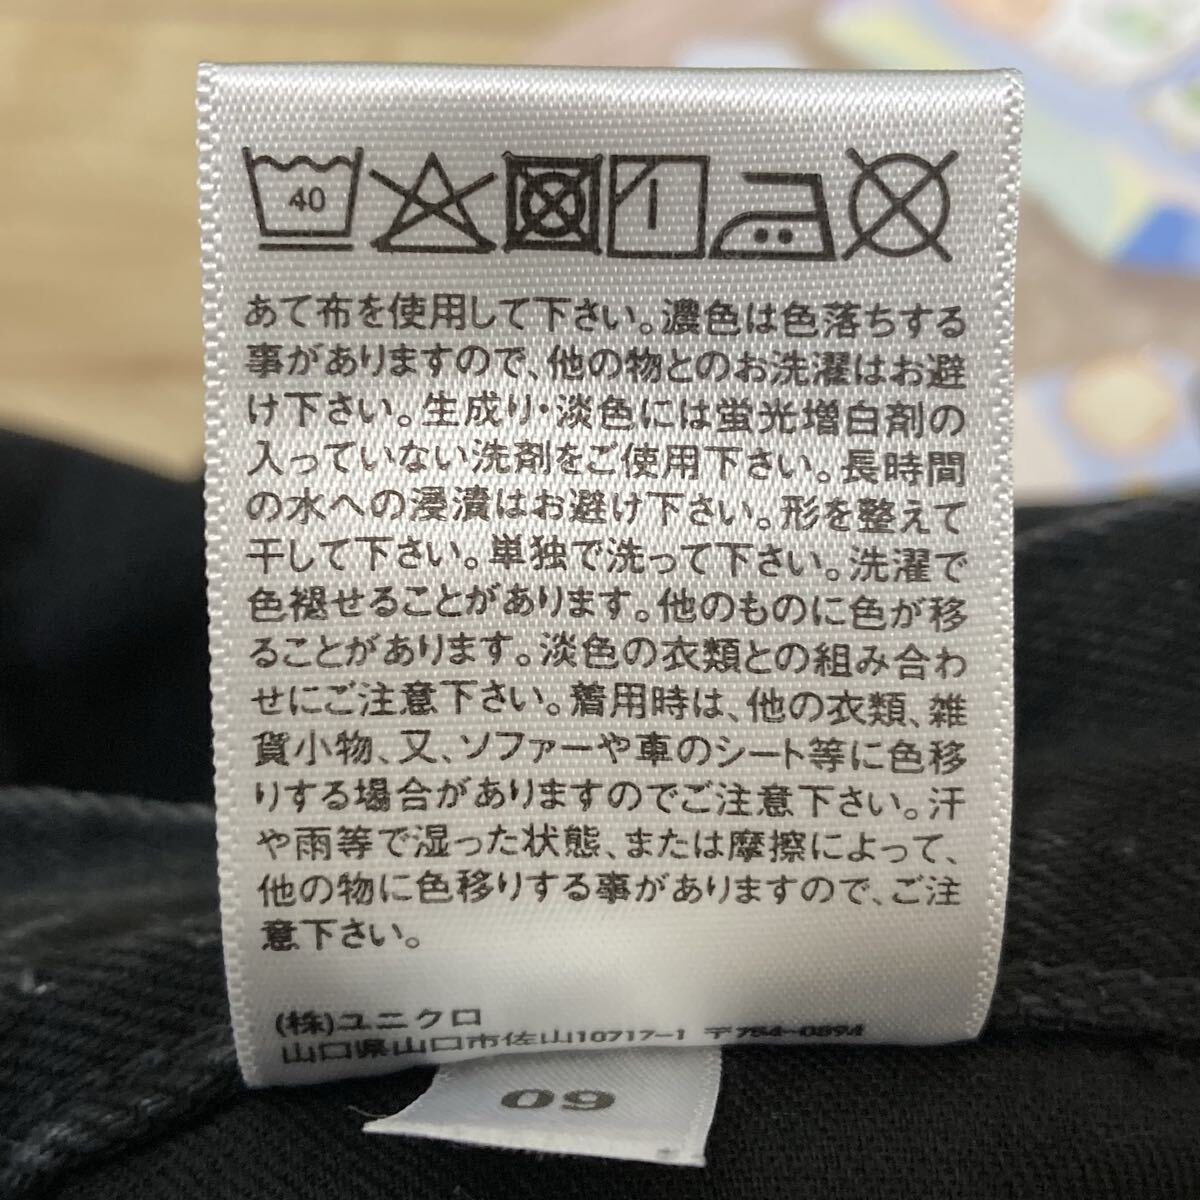 40
あて布を使用して下さい。濃色は色落ちする
事がありますので、他の物とのお洗濯はお避
け下さい。生成り・淡色には蛍光増白剤の
入っていない洗剤をご使用下さい。長時間
の水への浸漬はお避け下さい。形を整えて
干して下さい。単独で洗って下さい。洗濯で
色褪せることがあります。他のものに色が移
ることがあります。淡色の衣類との組み合わ
せにご注意下さい。着用時は、他の衣類、雑
貨小物、又、ソファーや車のシート等に色移
りする場合がありますのでご注意下さい。汗
や雨等で湿った状態、または摩擦によって、
他の物に色移りする事がありますので、ご注
意下さい。
(株)ユニクロ
山口県山口市佐山10717-1 〒754-0894
09